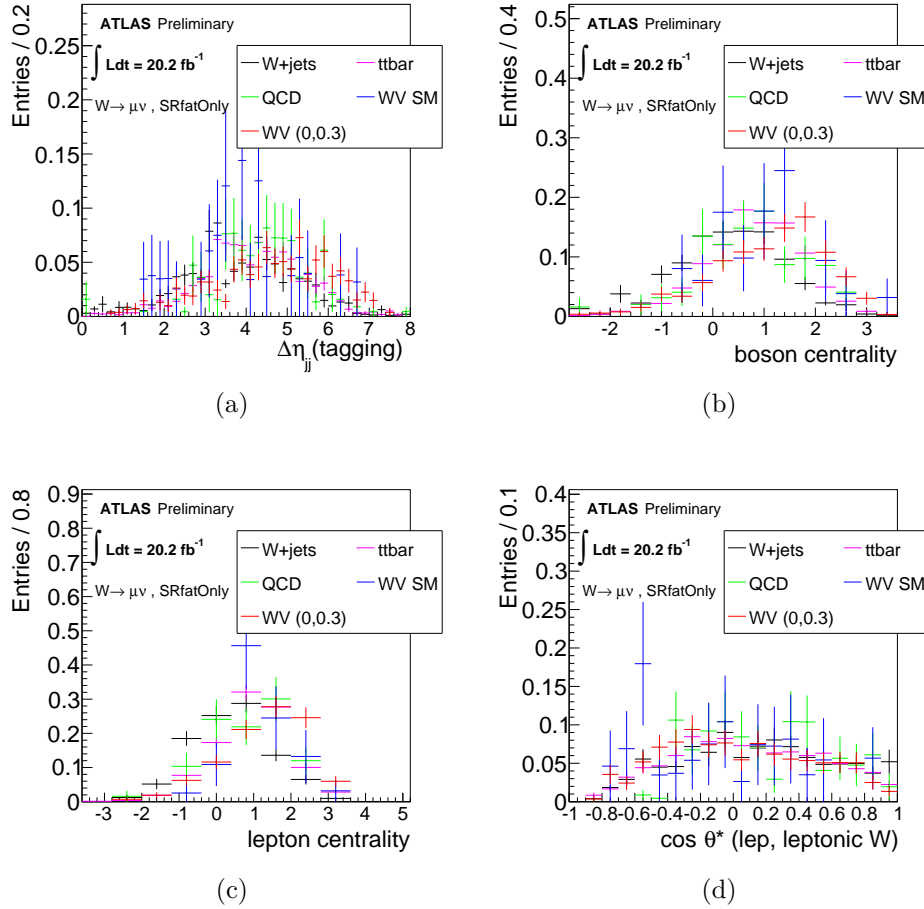 ATLAS Preliminary
∫ Ldt = 20.2 fb⁻¹
W→ μν , SRfatOnly
W+jets ttbar
QCD WV SM
WV (0,0.3)
Entries / 0.2
0.25
0.2
0.15
0.1
0.05
0
0 1 2 3 4 5 6 7 8
Δη_jj(tagging)
(a)
ATLAS Preliminary
∫ Ldt = 20.2 fb⁻¹
W→ μν , SRfatOnly
W+jets ttbar
QCD WV SM
WV (0,0.3)
Entries / 0.4
0.5
0.4
0.3
0.2
0.1
0
-2 -1 0 1 2 3
boson centrality
(b)
ATLAS Preliminary
∫ Ldt = 20.2 fb⁻¹
W→ μν , SRfatOnly
W+jets ttbar
QCD WV SM
WV (0,0.3)
Entries / 0.8
0.9
0.8
0.7
0.6
0.5
0.4
0.3
0.2
0.1
0
-3 -2 -1 0 1 2 3 4 5
lepton centrality
(c)
ATLAS Preliminary
∫ Ldt = 20.2 fb⁻¹
W→ μν , SRfatOnly
W+jets ttbar
QCD WV SM
WV (0,0.3)
Entries / 0.1
0.4
0.35
0.3
0.25
0.2
0.15
0.1
0.05
0
-1 -0.8 -0.6 -0.4 -0.2 0 0.2 0.4 0.6 0.8 1
cos θ* (lep, leptonic W)
(d)